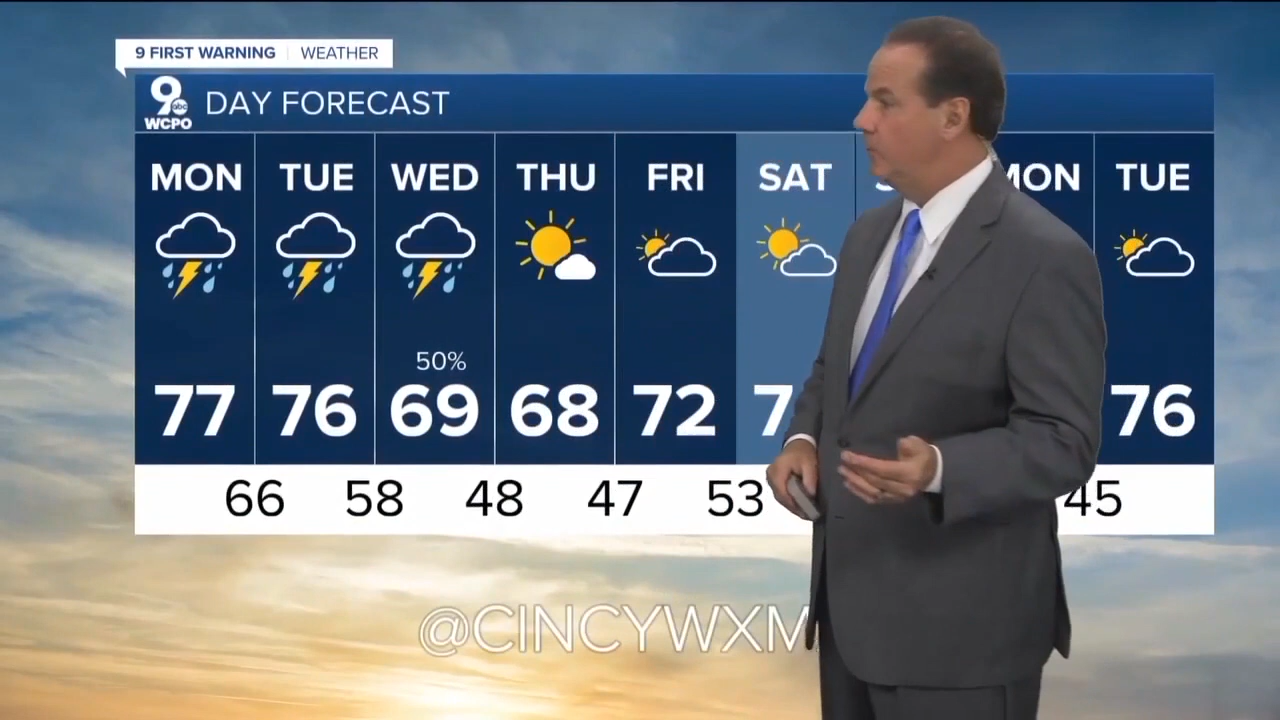 9 FIRST WARNING | WEATHER
9 abc WCPO DAY FORECAST
MON TUE WED THU FRI SAT MON TUE
50%
77 76 69 68 72 76
66 58 48 47 53 45